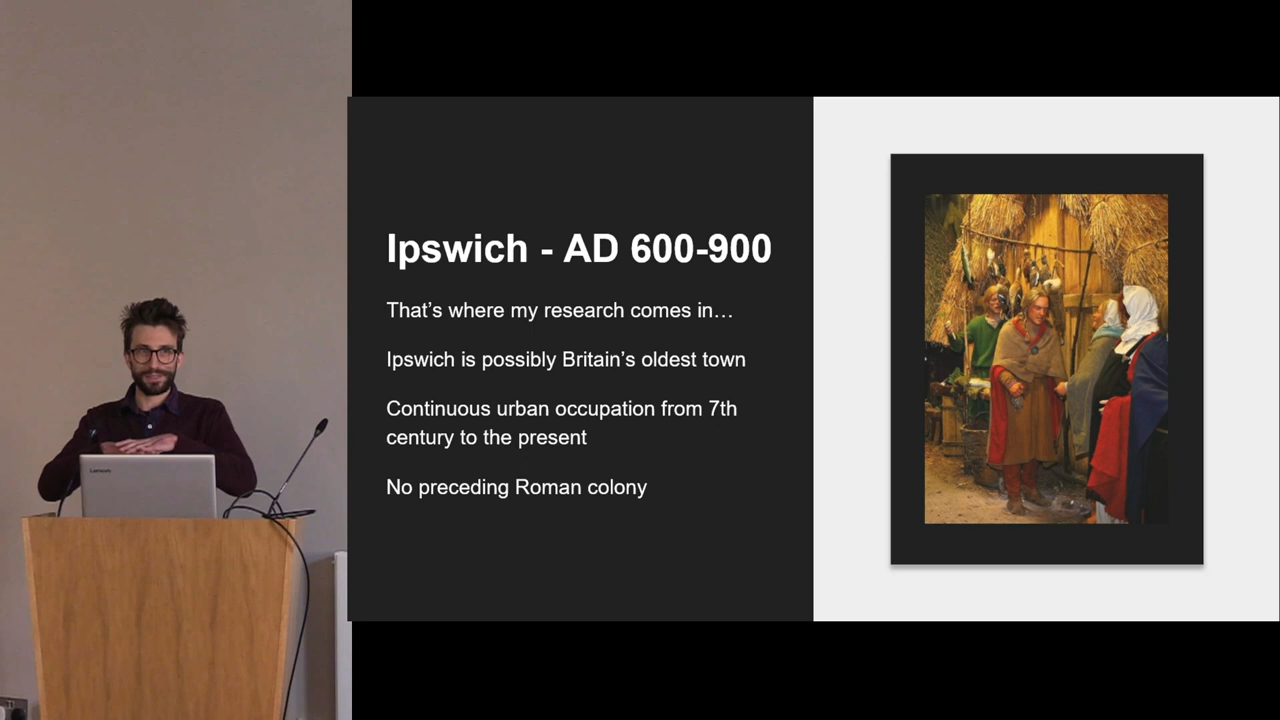 Ipswich - AD 600-900
That’s where my research comes in…
Ipswich is possibly Britain’s oldest town
Continuous urban occupation from 7th
century to the present
No preceding Roman colony
Lenovo